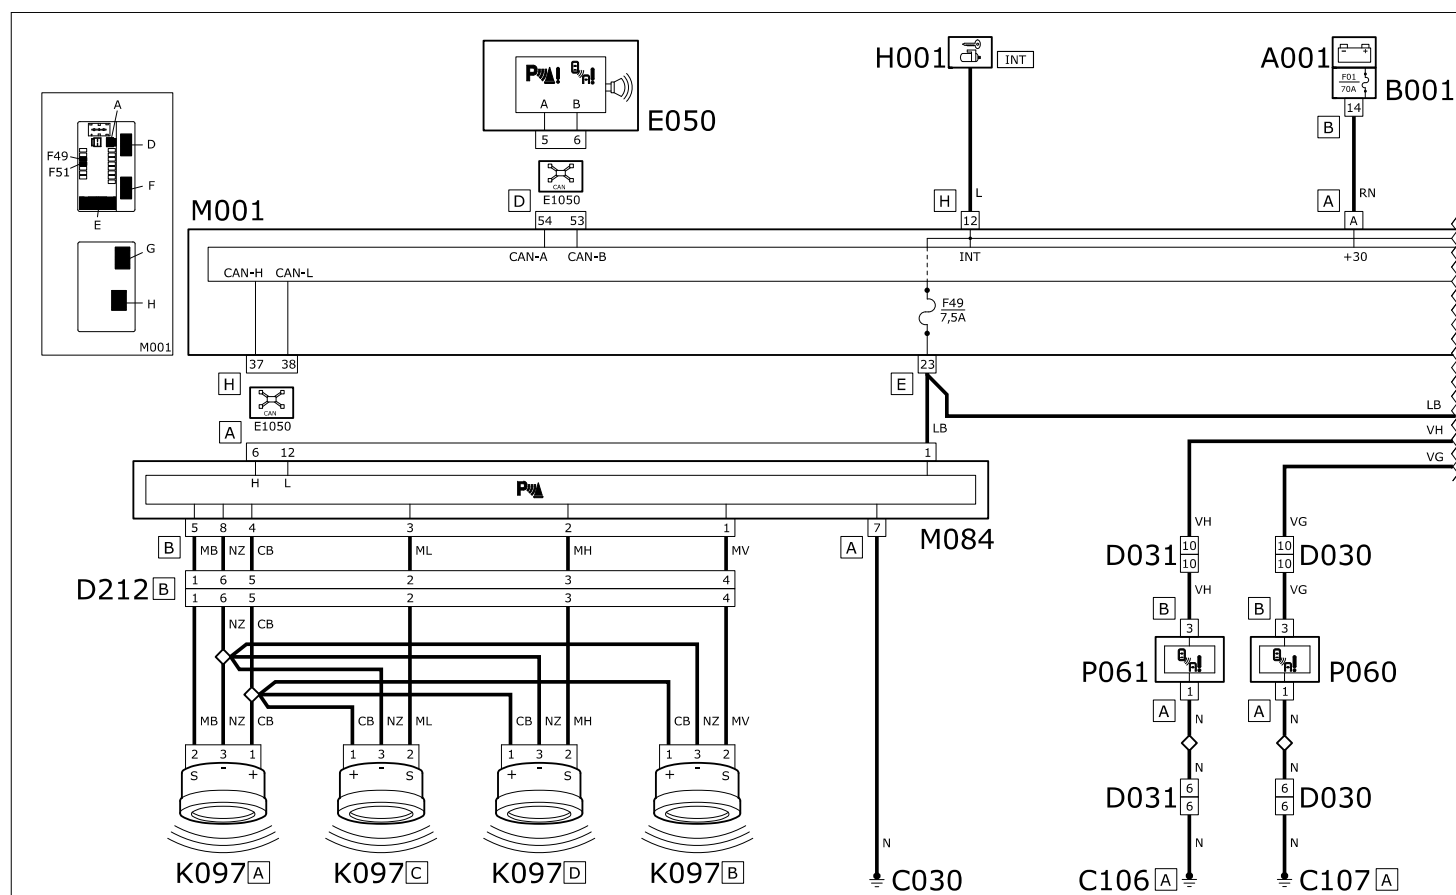 H001 INT A001
F01
70A
B001
14
B
P ! A!
A B
E050
5 6
CAN
E1050
A
D
F49
F51
F
E
G
H
M001
M001
D
54 53
H
12
L
A
A
RN
CAN-A CAN-B INT +30
CAN-H CAN-L
F49
7,5A
37 38
H
23
E
CAN
E1050
A
LB
LB
VH
VG
6 12 1
H L
P
5 8 4 3 2 1 7
B MB NZ CB ML MH MV A M084
D212 B
1 6 5 2 3 4
1 6 5 2 3 4
NZ CB
MB NZ CB
CB NZ ML
CB NZ MH
CB NZ MV
2 3 1 1 3 2 1 3 2 1 3 2
S - + + - S + - S + - S
K097 A K097 C K097 D K097 B
N
C030
VH VG
D031 10 10 D030
10 10
VH VG
B B
3 3
A! A!
P061 P060
1 1
A A
N N
N N
D031 6 6 D030
6 6
N N
C106 A C107 A